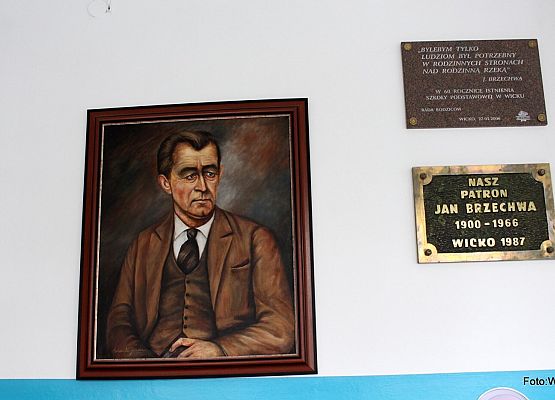 „BYLEBYM TYLKO
LUDZIOM BYŁ POTRZEBNY
W RODZINNYCH STRONACH
NAD RODZINNĄ RZEKĄ”
J. BRZECHWA
W 60 ROCZNICĘ ISTNIENIA
SZKOŁY PODSTAWOWEJ W WICKU
RADA RODZICÓW
WICKO,
NASZ
PATRON
JAN BRZECHWA
1900 - 1966
WICKO 1987
Foto:W